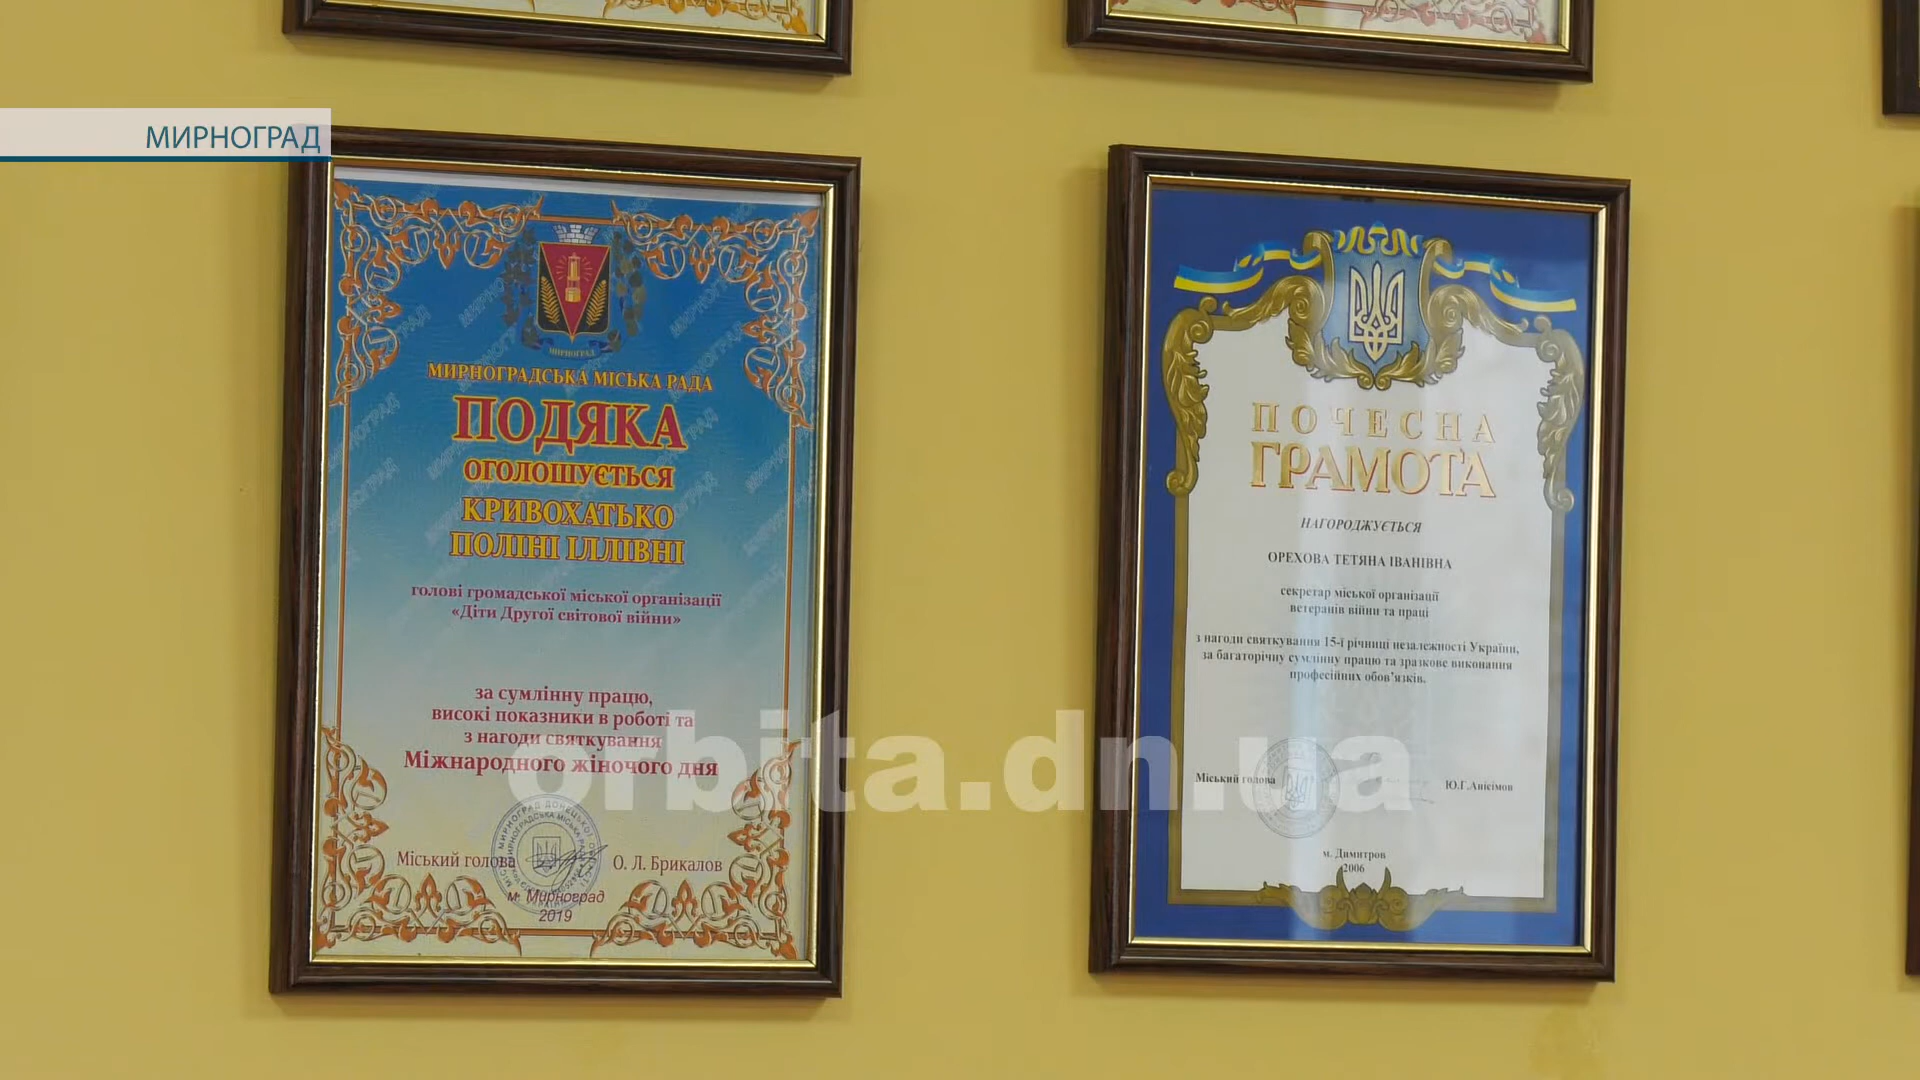 МИРНОГРАД
МИРНОГРАД
МИРНОГРАДСЬКА МІСЬКА РАДА
ПОДЯКА
ОГОЛОШУЄТЬСЯ
КРИВОХАТЬКО
ПОЛІНІ ІЛЛІВНІ
голові громадської міської організації
«Діти Другої світової війни»
за сумлінну працю,
високі показники в роботі та
з нагоди святкування
Міжнародного жіночого дня
Міський голова О. Л. Брикалов
м. Мирноград
2019
ПОЧЕСНА
ГРАМОТА
НАГОРОДЖУЄТЬСЯ
ОРЕХОВА ТЕТЯНА ІВАНІВНА
секретар міської організації
ветеранів війни та праці
з нагоди святкування 15-ї річниці незалежності України,
за багаторічну сумлінну працю та зразкове виконання
професійних обов'язків.
Міський голова Ю.Г.Анісімов
м. Димитров
2006
orbita.dn.ua